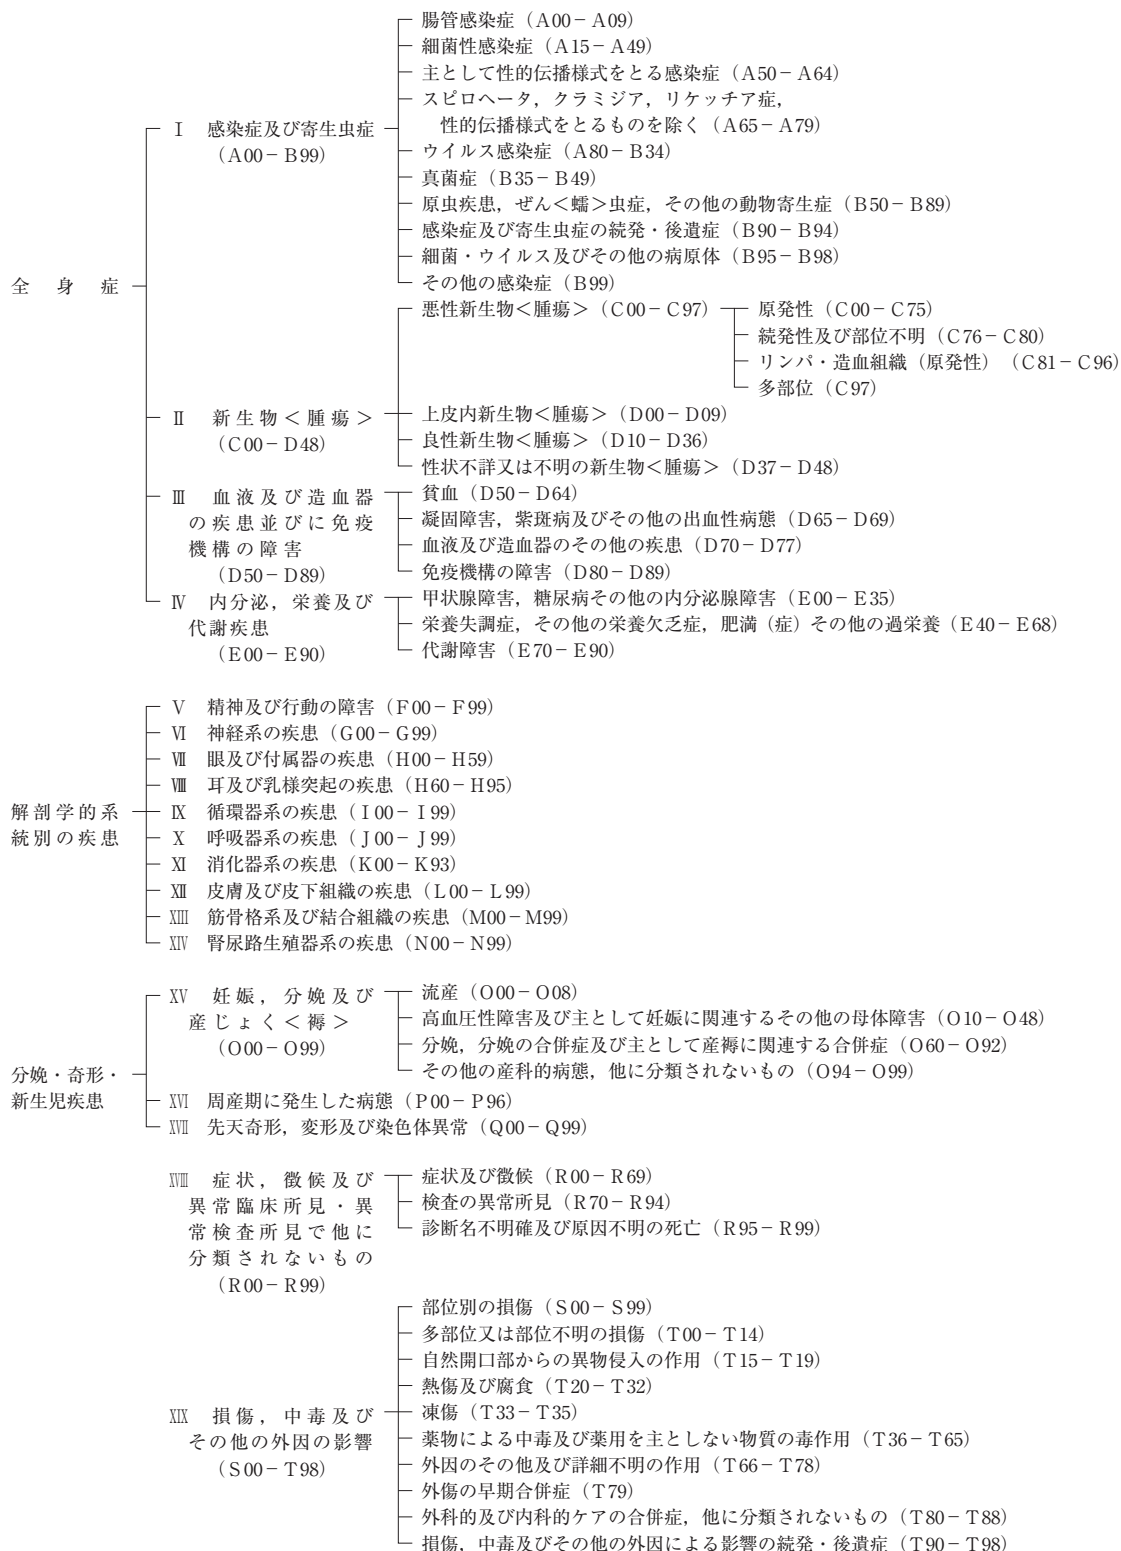 全身症
Ⅰ 感染症及び寄生虫症
(A00-B99)
腸管感染症(A00-A09)
細菌性感染症(A15-A49)
主として性的伝播様式をとる感染症(A50-A64)
スピロヘータ,クラミジア,リケッチア症,
性的伝播様式をとるものを除く(A65-A79)
ウイルス感染症(A80-B34)
真菌症(B35-B49)
原虫疾患,ぜん<蠕>虫症,その他の動物寄生症(B50-B89)
感染症及び寄生虫症の続発・後遺症(B90-B94)
細菌・ウイルス及びその他の病原体(B95-B98)
その他の感染症(B99)
Ⅱ 新生物<腫瘍>
(C00-D48)
悪性新生物<腫瘍>(C00-C97)
原発性(C00-C75)
続発性及び部位不明(C76-C80)
リンパ・造血組織(原発性)(C81-C96)
多部位(C97)
上皮内新生物<腫瘍>(D00-D09)
良性新生物<腫瘍>(D10-D36)
性状不詳又は不明の新生物<腫瘍>(D37-D48)
Ⅲ 血液及び造血器
の疾患並びに免疫
機構の障害
(D50-D89)
貧血(D50-D64)
凝固障害,紫斑病及びその他の出血性病態(D65-D69)
血液及び造血器のその他の疾患(D70-D77)
免疫機構の障害(D80-D89)
Ⅳ 内分泌,栄養及び
代謝疾患
(E00-E90)
甲状腺障害,糖尿病その他の内分泌腺障害(E00-E35)
栄養失調症,その他の栄養欠乏症,肥満(症)その他の過栄養(E40-E68)
代謝障害(E70-E90)
解剖学的系
統別の疾患
Ⅴ 精神及び行動の障害(F00-F99)
Ⅵ 神経系の疾患(G00-G99)
Ⅶ 眼及び付属器の疾患(H00-H59)
Ⅷ 耳及び乳様突起の疾患(H60-H95)
Ⅸ 循環器系の疾患(I00-I99)
Ⅹ 呼吸器系の疾患(J00-J99)
Ⅺ 消化器系の疾患(K00-K93)
Ⅻ 皮膚及び皮下組織の疾患(L00-L99)
XIII 筋骨格系及び結合組織の疾患(M00-M99)
XIV 腎尿路生殖器系の疾患(N00-N99)
分娩・奇形・
新生児疾患
XV 妊娠,分娩及び
産じょく<褥>
(O00-O99)
流産(O00-O08)
高血圧性障害及び主として妊娠に関連するその他の母体障害(O10-O48)
分娩,分娩の合併症及び主として産褥に関連する合併症(O60-O92)
その他の産科的病態,他に分類されないもの(O94-O99)
XVI 周産期に発生した病態(P00-P96)
XVII 先天奇形,変形及び染色体異常(Q00-Q99)
XVIII 症状,徴候及び
異常臨床所見・異
常検査所見で他に
分類されないもの
(R00-R99)
症状及び徴候(R00-R69)
検査の異常所見(R70-R94)
診断名不明確及び原因不明の死亡(R95-R99)
XIX 損傷,中毒及び
その他の外因の影響
(S00-T98)
部位別の損傷(S00-S99)
多部位又は部位不明の損傷(T00-T14)
自然開口部からの異物侵入の作用(T15-T19)
熱傷及び腐食(T20-T32)
凍傷(T33-T35)
薬物による中毒及び薬用を主としない物質の毒作用(T36-T65)
外因のその他及び詳細不明の作用(T66-T78)
外傷の早期合併症(T79)
外科的及び内科的ケアの合併症,他に分類されないもの(T80-T88)
損傷,中毒及びその他の外因による影響の続発・後遺症(T90-T98)